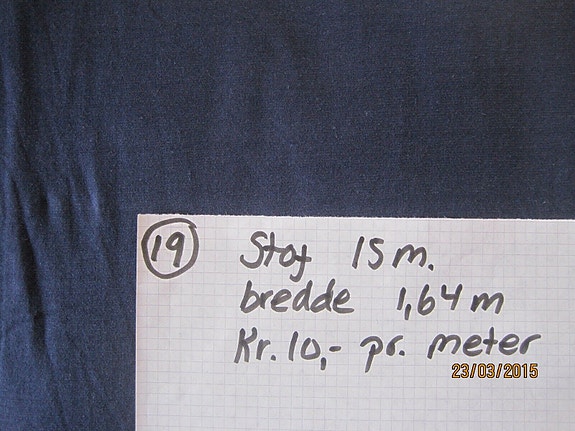 19 Stof 15 m.
bredde 1,64 m
Kr. 10,- pr. meter
23/03/2015